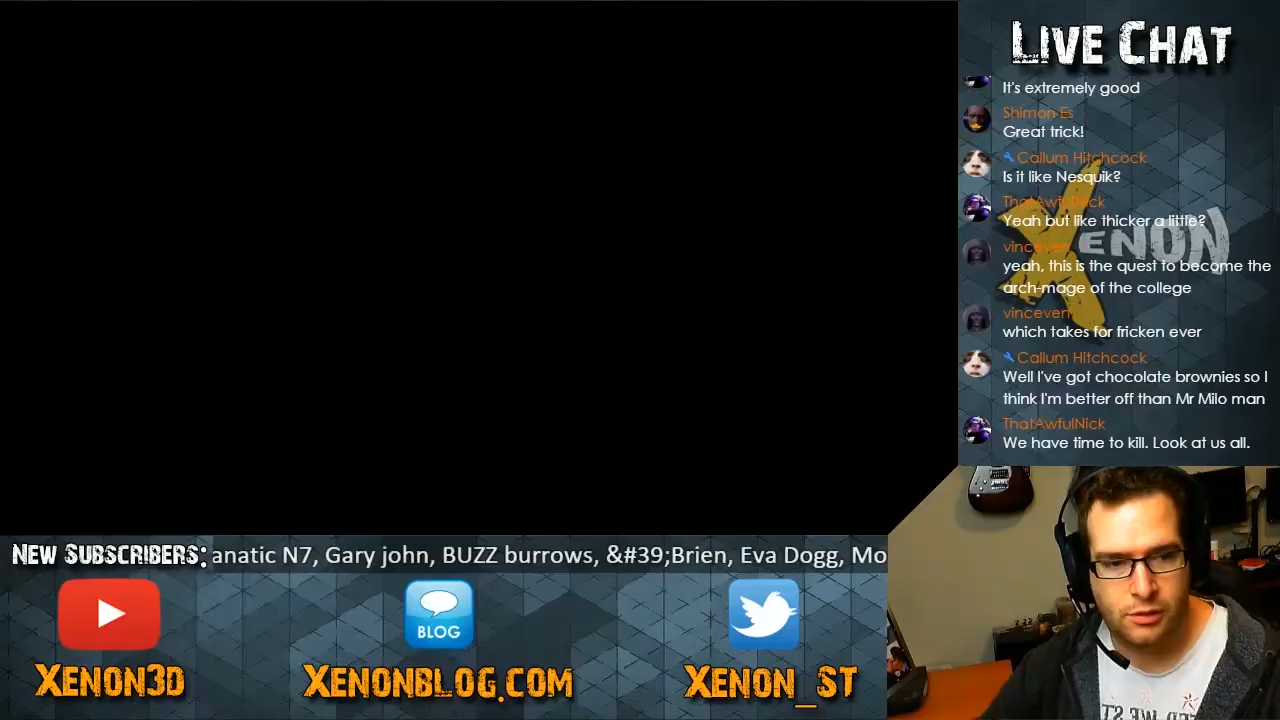 LIVE CHAT
It's extremely good
Shimon Es
Great trick!
Callum Hitchcock
Is it like Nesquik?
ThatAwfulNick
Yeah but like thicker a little?
XENON
vinceven
yeah, this is the quest to become the
arch-mage of the college
vinceven
which takes for fricken ever
Callum Hitchcock
Well I've got chocolate brownies so I
think I'm better off than Mr Milo man
ThatAwfulNick
We have time to kill. Look at us all.
NEW SUBSCRIBERS: anatic N7, Gary john, BUZZ burrows, &#39;Brien, Eva Dogg, Mo
BLOG
XENON3D
XENONBLOG.COM
XENON_ST